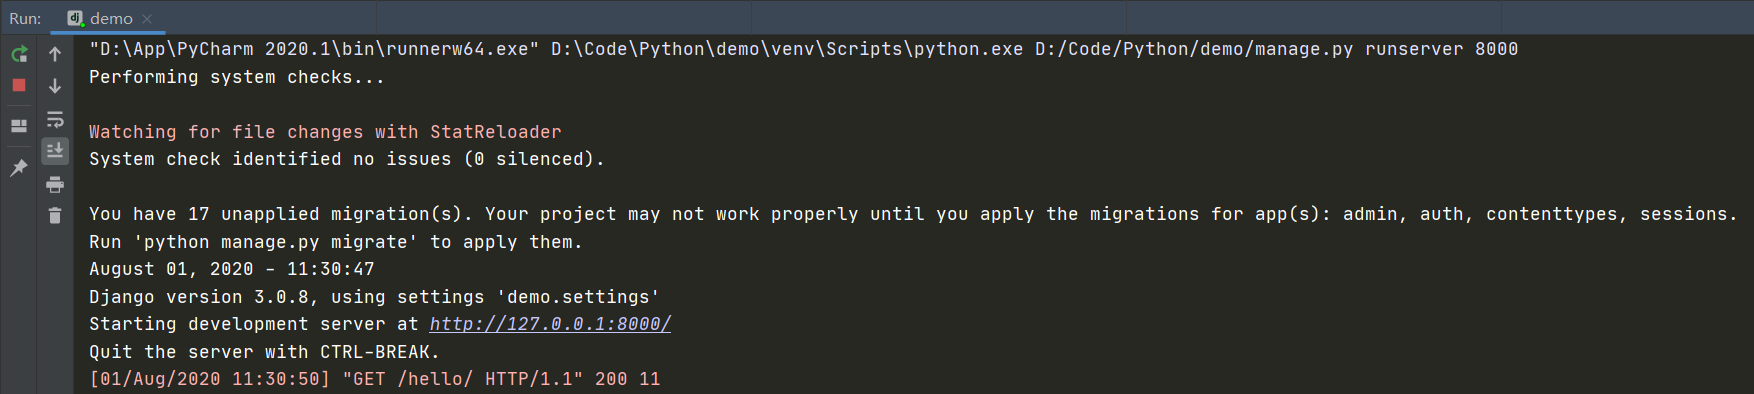 Run: demo
"D:\App\PyCharm 2020.1\bin\runnerw64.exe" D:\Code\Python\demo\venv\Scripts\python.exe D:/Code/Python/demo/manage.py runserver 8000
Performing system checks...
Watching for file changes with StatReloader
System check identified no issues (0 silenced).
You have 17 unapplied migration(s). Your project may not work properly until you apply the migrations for app(s): admin, auth, contenttypes, sessions.
Run 'python manage.py migrate' to apply them.
August 01, 2020 - 11:30:47
Django version 3.0.8, using settings 'demo.settings'
Starting development server at http://127.0.0.1:8000/
Quit the server with CTRL-BREAK.
[01/Aug/2020 11:30:50] "GET /hello/ HTTP/1.1" 200 11